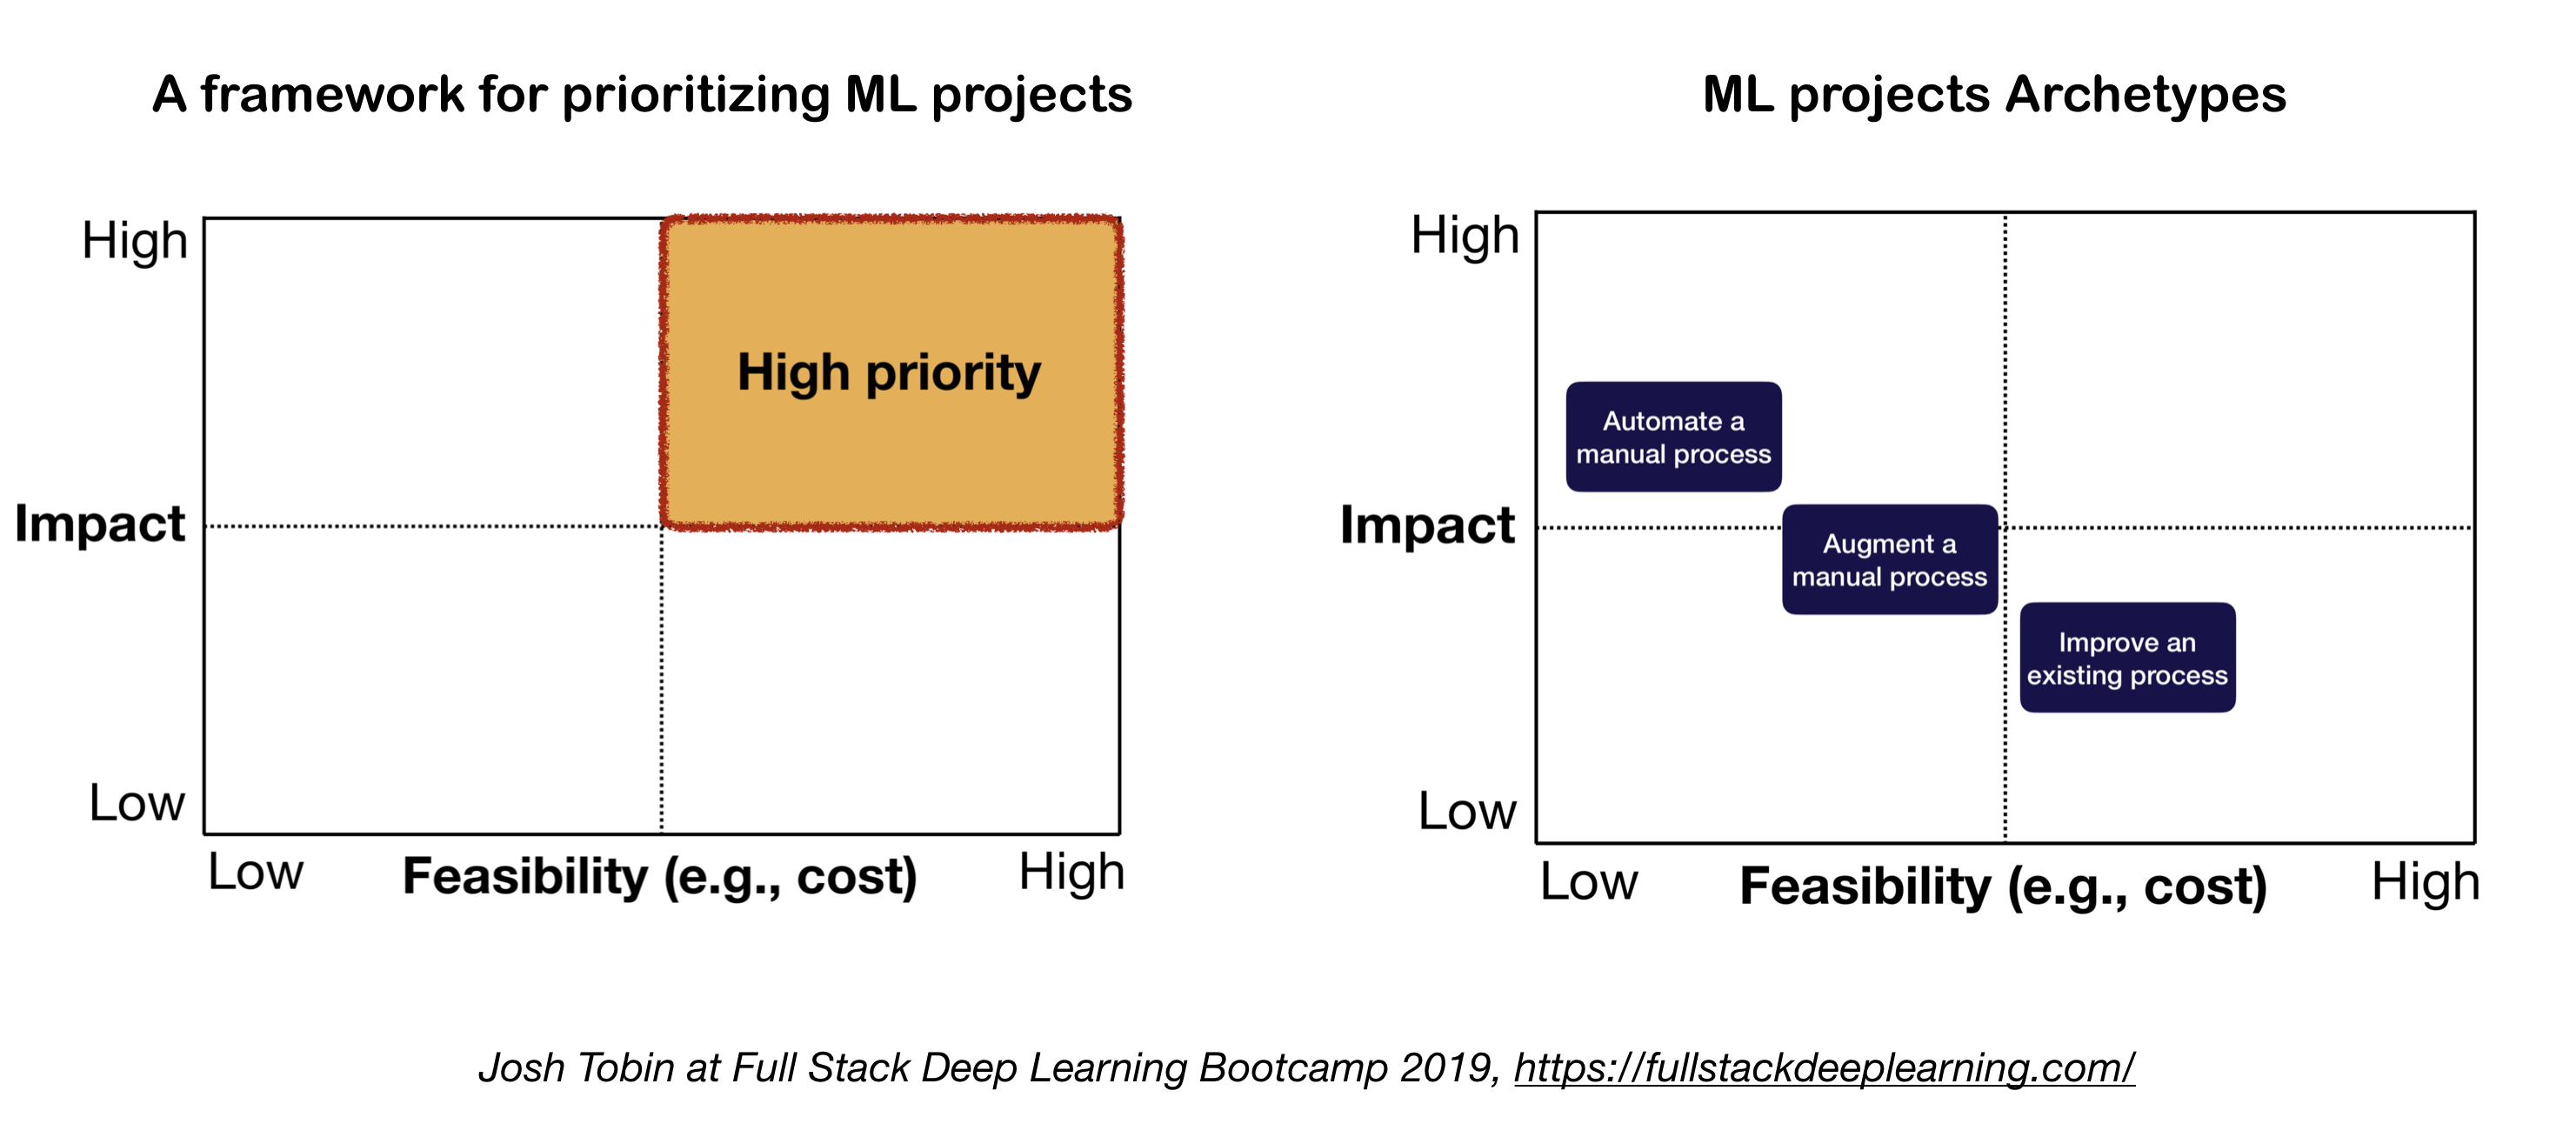 A framework for prioritizing ML projects
High
High priority
Impact
Low
Low
Feasibility (e.g., cost)
High
ML projects Archetypes
High
Automate a
manual process
Impact
Augment a
manual process
Improve an
existing process
Low
Low
Feasibility (e.g., cost)
High
Josh Tobin at Full Stack Deep Learning Bootcamp 2019, https://fullstackdeeplearning.com/